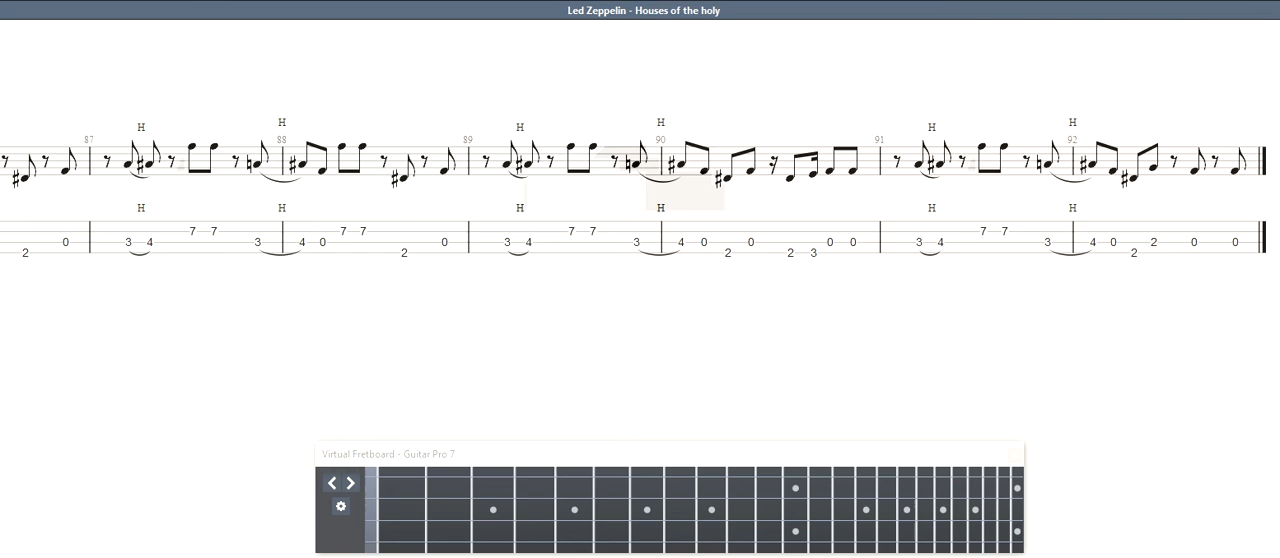 Led Zeppelin - Houses of the holy
H H H H H H
87 88 89 90 91 92
H H H H H H
7 7 7 7 7 7 7 7
0 3 4 3 4 0 0 3 4 3 4 0 0 0 0 3 4 3 4 0 2 0 0
2 2 2 2 3 2
Virtual Fretboard - Guitar Pro 7